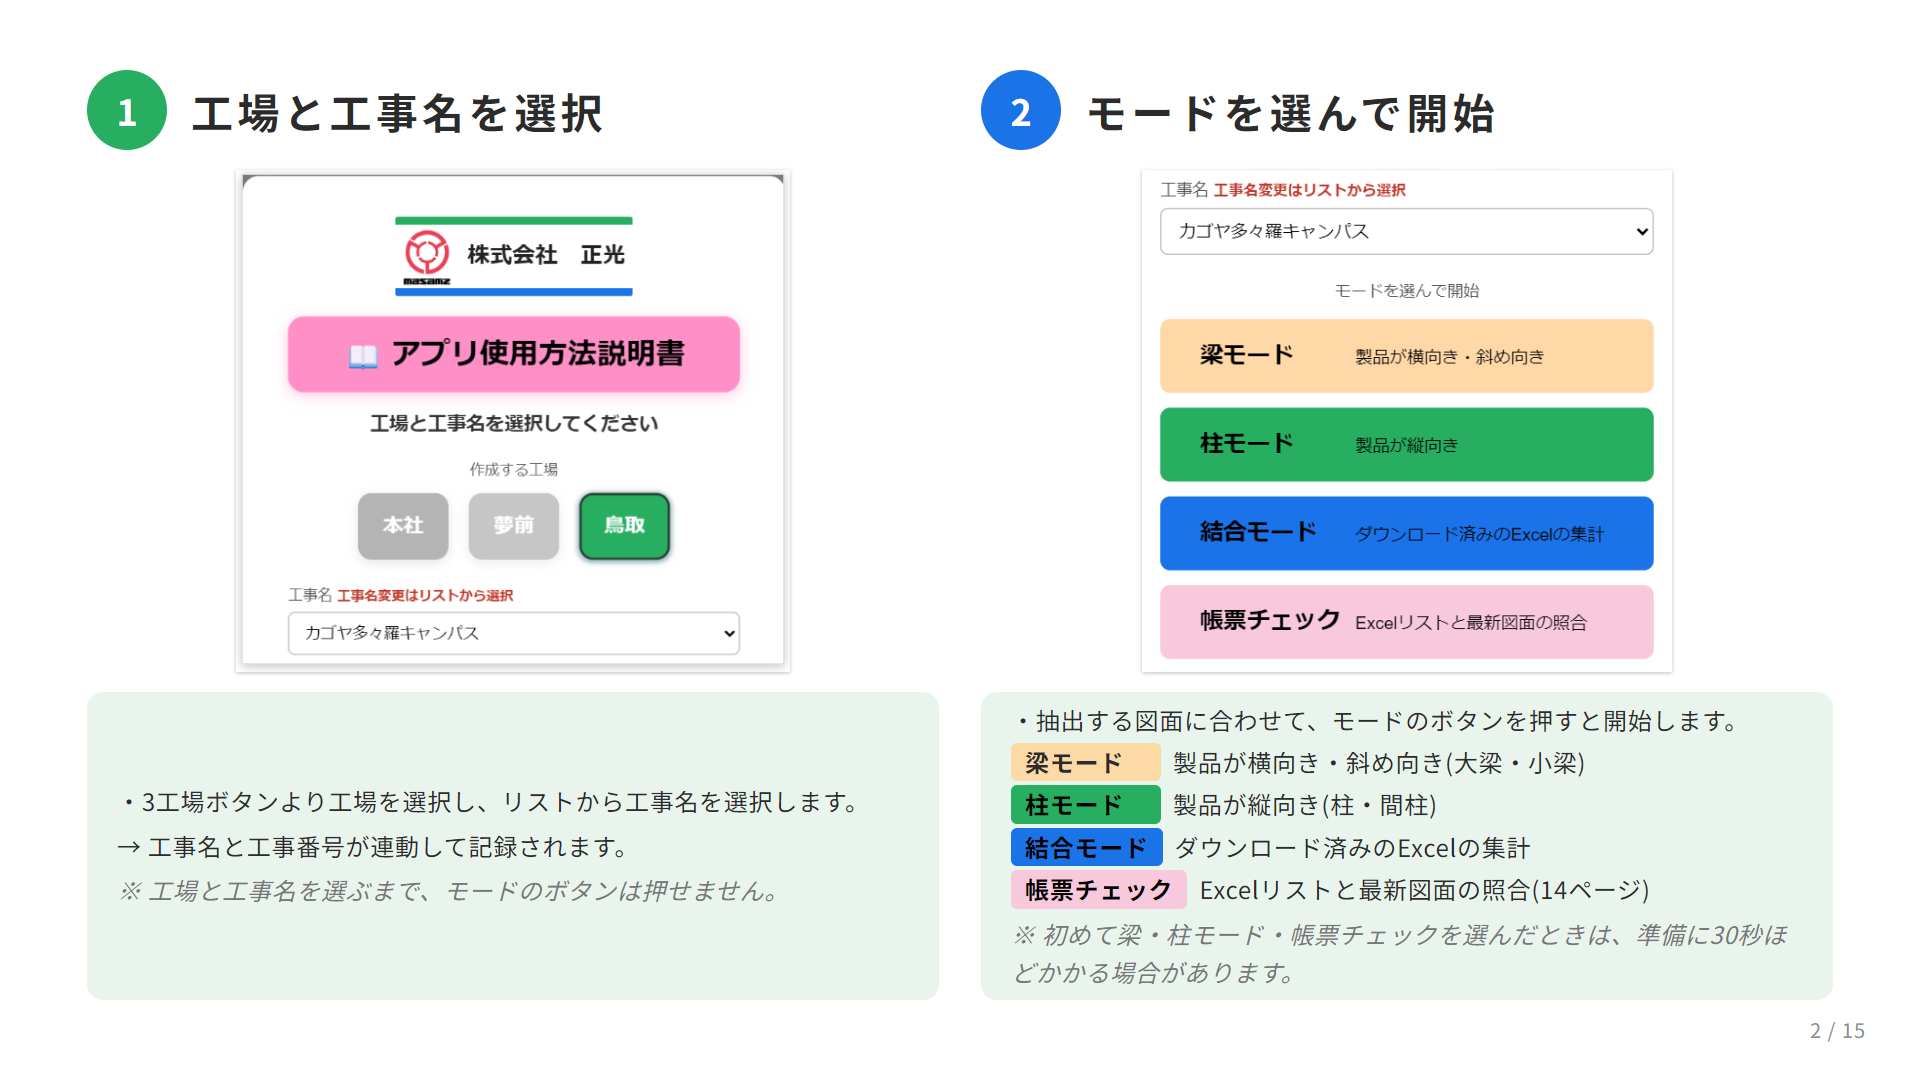 1 工場と工事名を選択
株式会社 正光
masamz
アプリ使用方法説明書
工場と工事名を選択してください
作成する工場
本社 夢前 鳥取
工事名 工事名変更はリストから選択
カゴヤ多々羅キャンパス
・3工場ボタンより工場を選択し、リストから工事名を選択します。
→ 工事名と工事番号が連動して記録されます。
※ 工場と工事名を選ぶまで、モードのボタンは押せません。
2 モードを選んで開始
工事名 工事名変更はリストから選択
カゴヤ多々羅キャンパス
モードを選んで開始
梁モード 製品が横向き・斜め向き
柱モード 製品が縦向き
結合モード ダウンロード済みのExcelの集計
帳票チェック Excelリストと最新図面の照合
・抽出する図面に合わせて、モードのボタンを押すと開始します。
梁モード 製品が横向き・斜め向き(大梁・小梁)
柱モード 製品が縦向き(柱・間柱)
結合モード ダウンロード済みのExcelの集計
帳票チェック Excelリストと最新図面の照合(14ページ)
※ 初めて梁・柱モード・帳票チェックを選んだときは、準備に30秒ほ
どかかる場合があります。
2 / 15